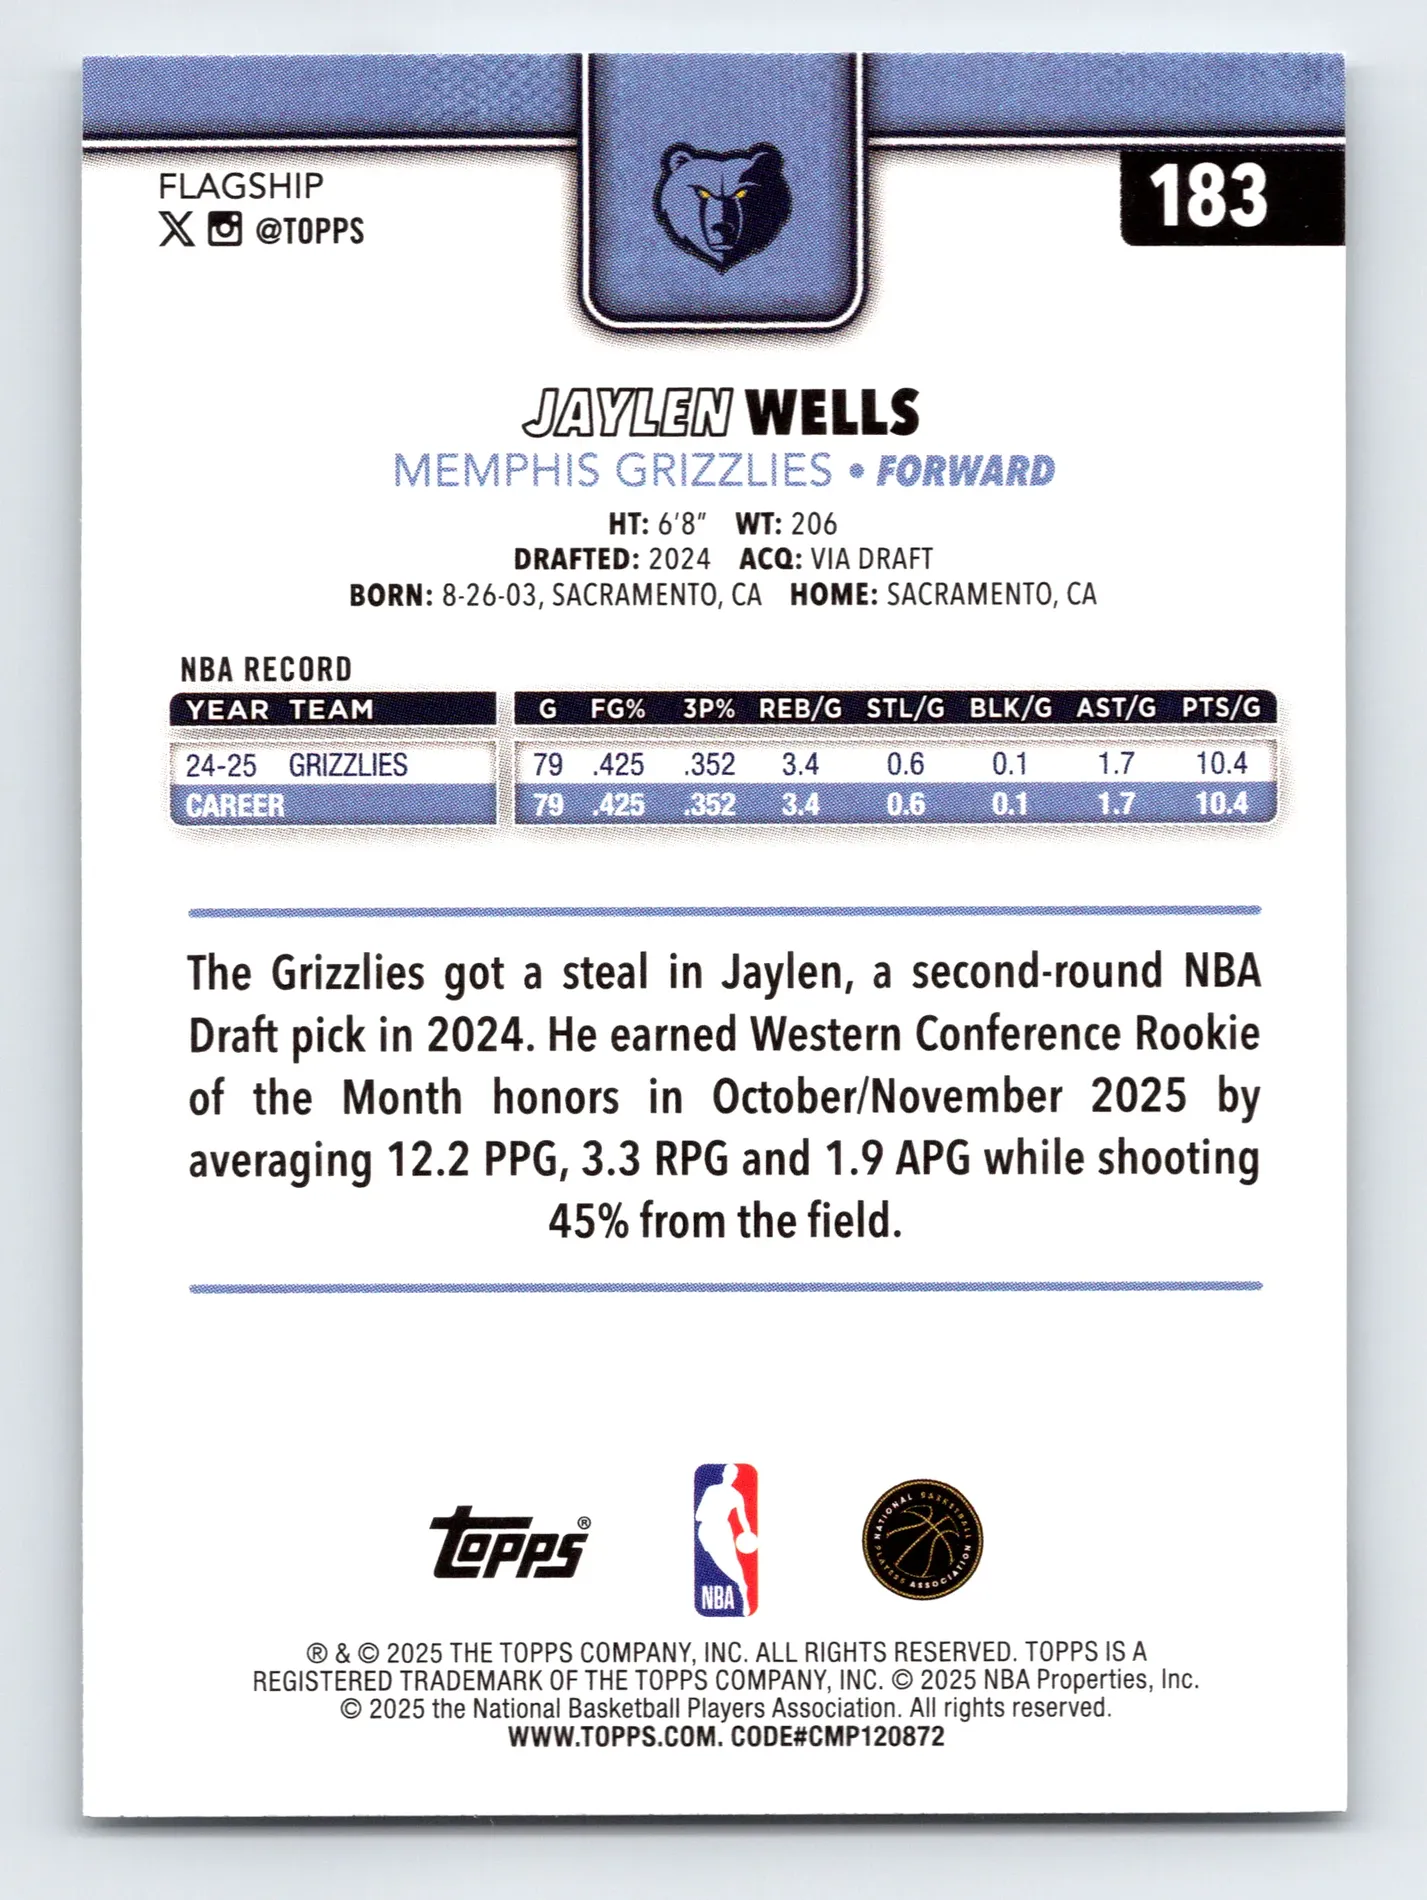 FLAGSHIP
@TOPPS
183
JAYLEN WELLS
MEMPHIS GRIZZLIES • FORWARD
HT: 6'8" WT: 206
DRAFTED: 2024 ACQ: VIA DRAFT
BORN: 8-26-03, SACRAMENTO, CA HOME: SACRAMENTO, CA
NBA RECORD
YEAR TEAM G FG% 3P% REB/G STL/G BLK/G AST/G PTS/G
24-25 GRIZZLIES 79 .425 .352 3.4 0.6 0.1 1.7 10.4
CAREER 79 .425 .352 3.4 0.6 0.1 1.7 10.4
The Grizzlies got a steal in Jaylen, a second-round NBA
Draft pick in 2024. He earned Western Conference Rookie
of the Month honors in October/November 2025 by
averaging 12.2 PPG, 3.3 RPG and 1.9 APG while shooting
45% from the field.
Topps®
NBA
NATIONAL BASKETBALL PLAYERS ASSOCIATION
® & © 2025 THE TOPPS COMPANY, INC. ALL RIGHTS RESERVED. TOPPS IS A
REGISTERED TRADEMARK OF THE TOPPS COMPANY, INC. © 2025 NBA Properties, Inc.
© 2025 the National Basketball Players Association. All rights reserved.
WWW.TOPPS.COM. CODE#CMP120872